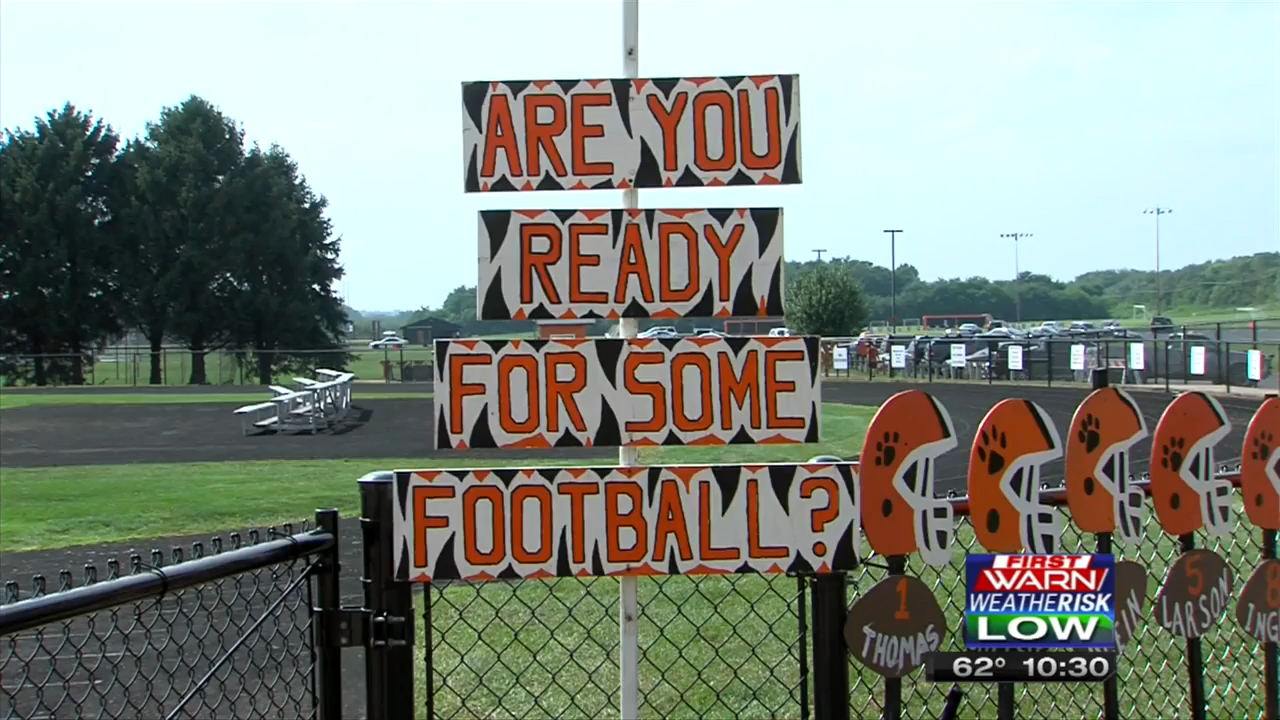 ARE YOU
READY
FOR SOME
FOOTBALL?
1
THOMAS
5
LARSON
FIRST
WARN
WEATHERISK
LOW
62° 10:30